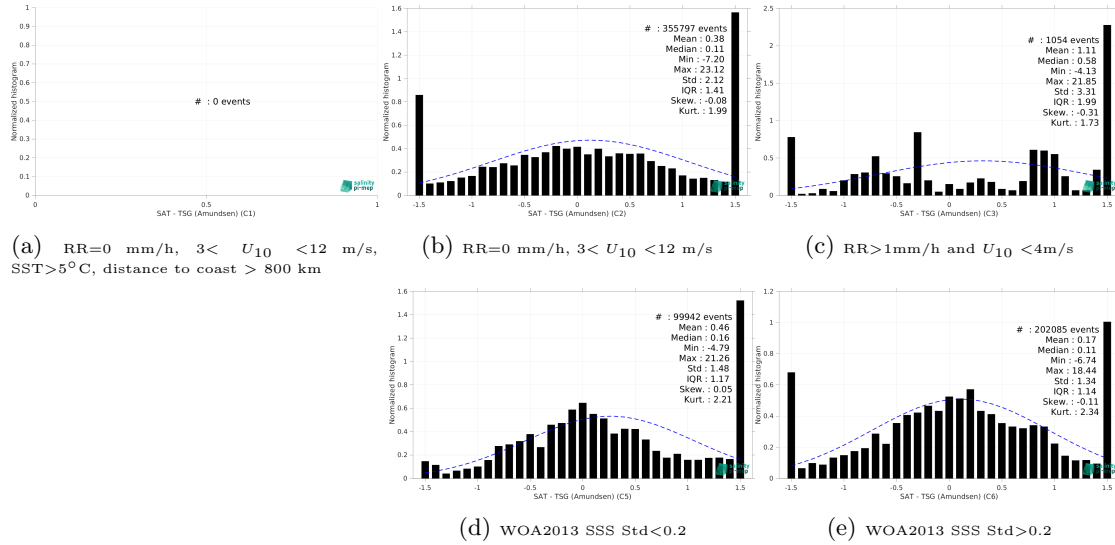 1
0.9
0.8
0.7
0.6
0.5
0.4
0.3
0.2
0.1
0
Normalized histogram
# : 0 events
salinity
pi-mep
0 0.5 1
SAT - TSG (Amundsen) (C1)
(a) RR=0 mm/h, 3< U10 <12 m/s,
SST>5°C, distance to coast > 800 km
1.6
1.4
1.2
1
0.8
0.6
0.4
0.2
0
Normalized histogram
# : 355797 events
Mean : 0.38
Median : 0.11
Min : -7.20
Max : 23.12
Std : 2.12
IQR : 1.41
Skew. : -0.08
Kurt. : 1.99
salinity
pi-mep
-1.5 -1 -0.5 0 0.5 1 1.5
SAT - TSG (Amundsen) (C2)
(b) RR=0 mm/h, 3< U10 <12 m/s
2.5
2
1.5
1
0.5
0
Normalized histogram
# : 1054 events
Mean : 1.11
Median : 0.58
Min : -4.13
Max : 21.85
Std : 3.31
IQR : 1.99
Skew. : -0.31
Kurt. : 1.73
salinity
pi-mep
-1.5 -1 -0.5 0 0.5 1 1.5
SAT - TSG (Amundsen) (C3)
(c) RR>1mm/h and U10 <4m/s
1.6
1.4
1.2
1
0.8
0.6
0.4
0.2
0
Normalized histogram
# : 99942 events
Mean : 0.46
Median : 0.16
Min : -4.79
Max : 21.26
Std : 1.48
IQR : 1.17
Skew. : 0.05
Kurt. : 2.21
salinity
pi-mep
-1.5 -1 -0.5 0 0.5 1 1.5
SAT - TSG (Amundsen) (C5)
(d) WOA2013 SSS Std<0.2
1.2
1
0.8
0.6
0.4
0.2
0
Normalized histogram
# : 202085 events
Mean : 0.17
Median : 0.11
Min : -6.74
Max : 18.44
Std : 1.34
IQR : 1.14
Skew. : -0.11
Kurt. : 2.34
salinity
pi-mep
-1.5 -1 -0.5 0 0.5 1 1.5
SAT - TSG (Amundsen) (C6)
(e) WOA2013 SSS Std>0.2